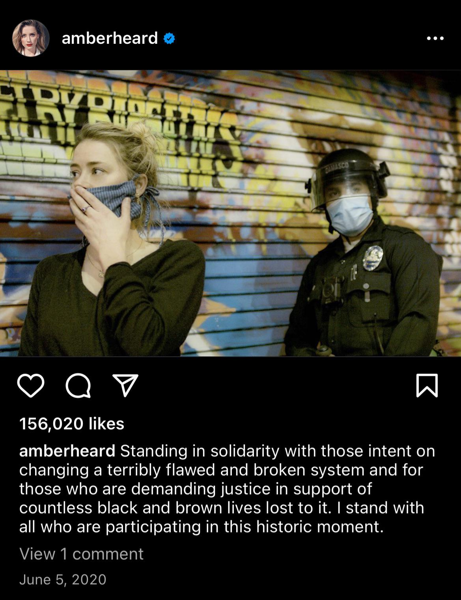 amberheard
156,020 likes
amberheard Standing in solidarity with those intent on
changing a terribly flawed and broken system and for
those who are demanding justice in support of
countless black and brown lives lost to it. I stand with
all who are participating in this historic moment.
View 1 comment
June 5, 2020